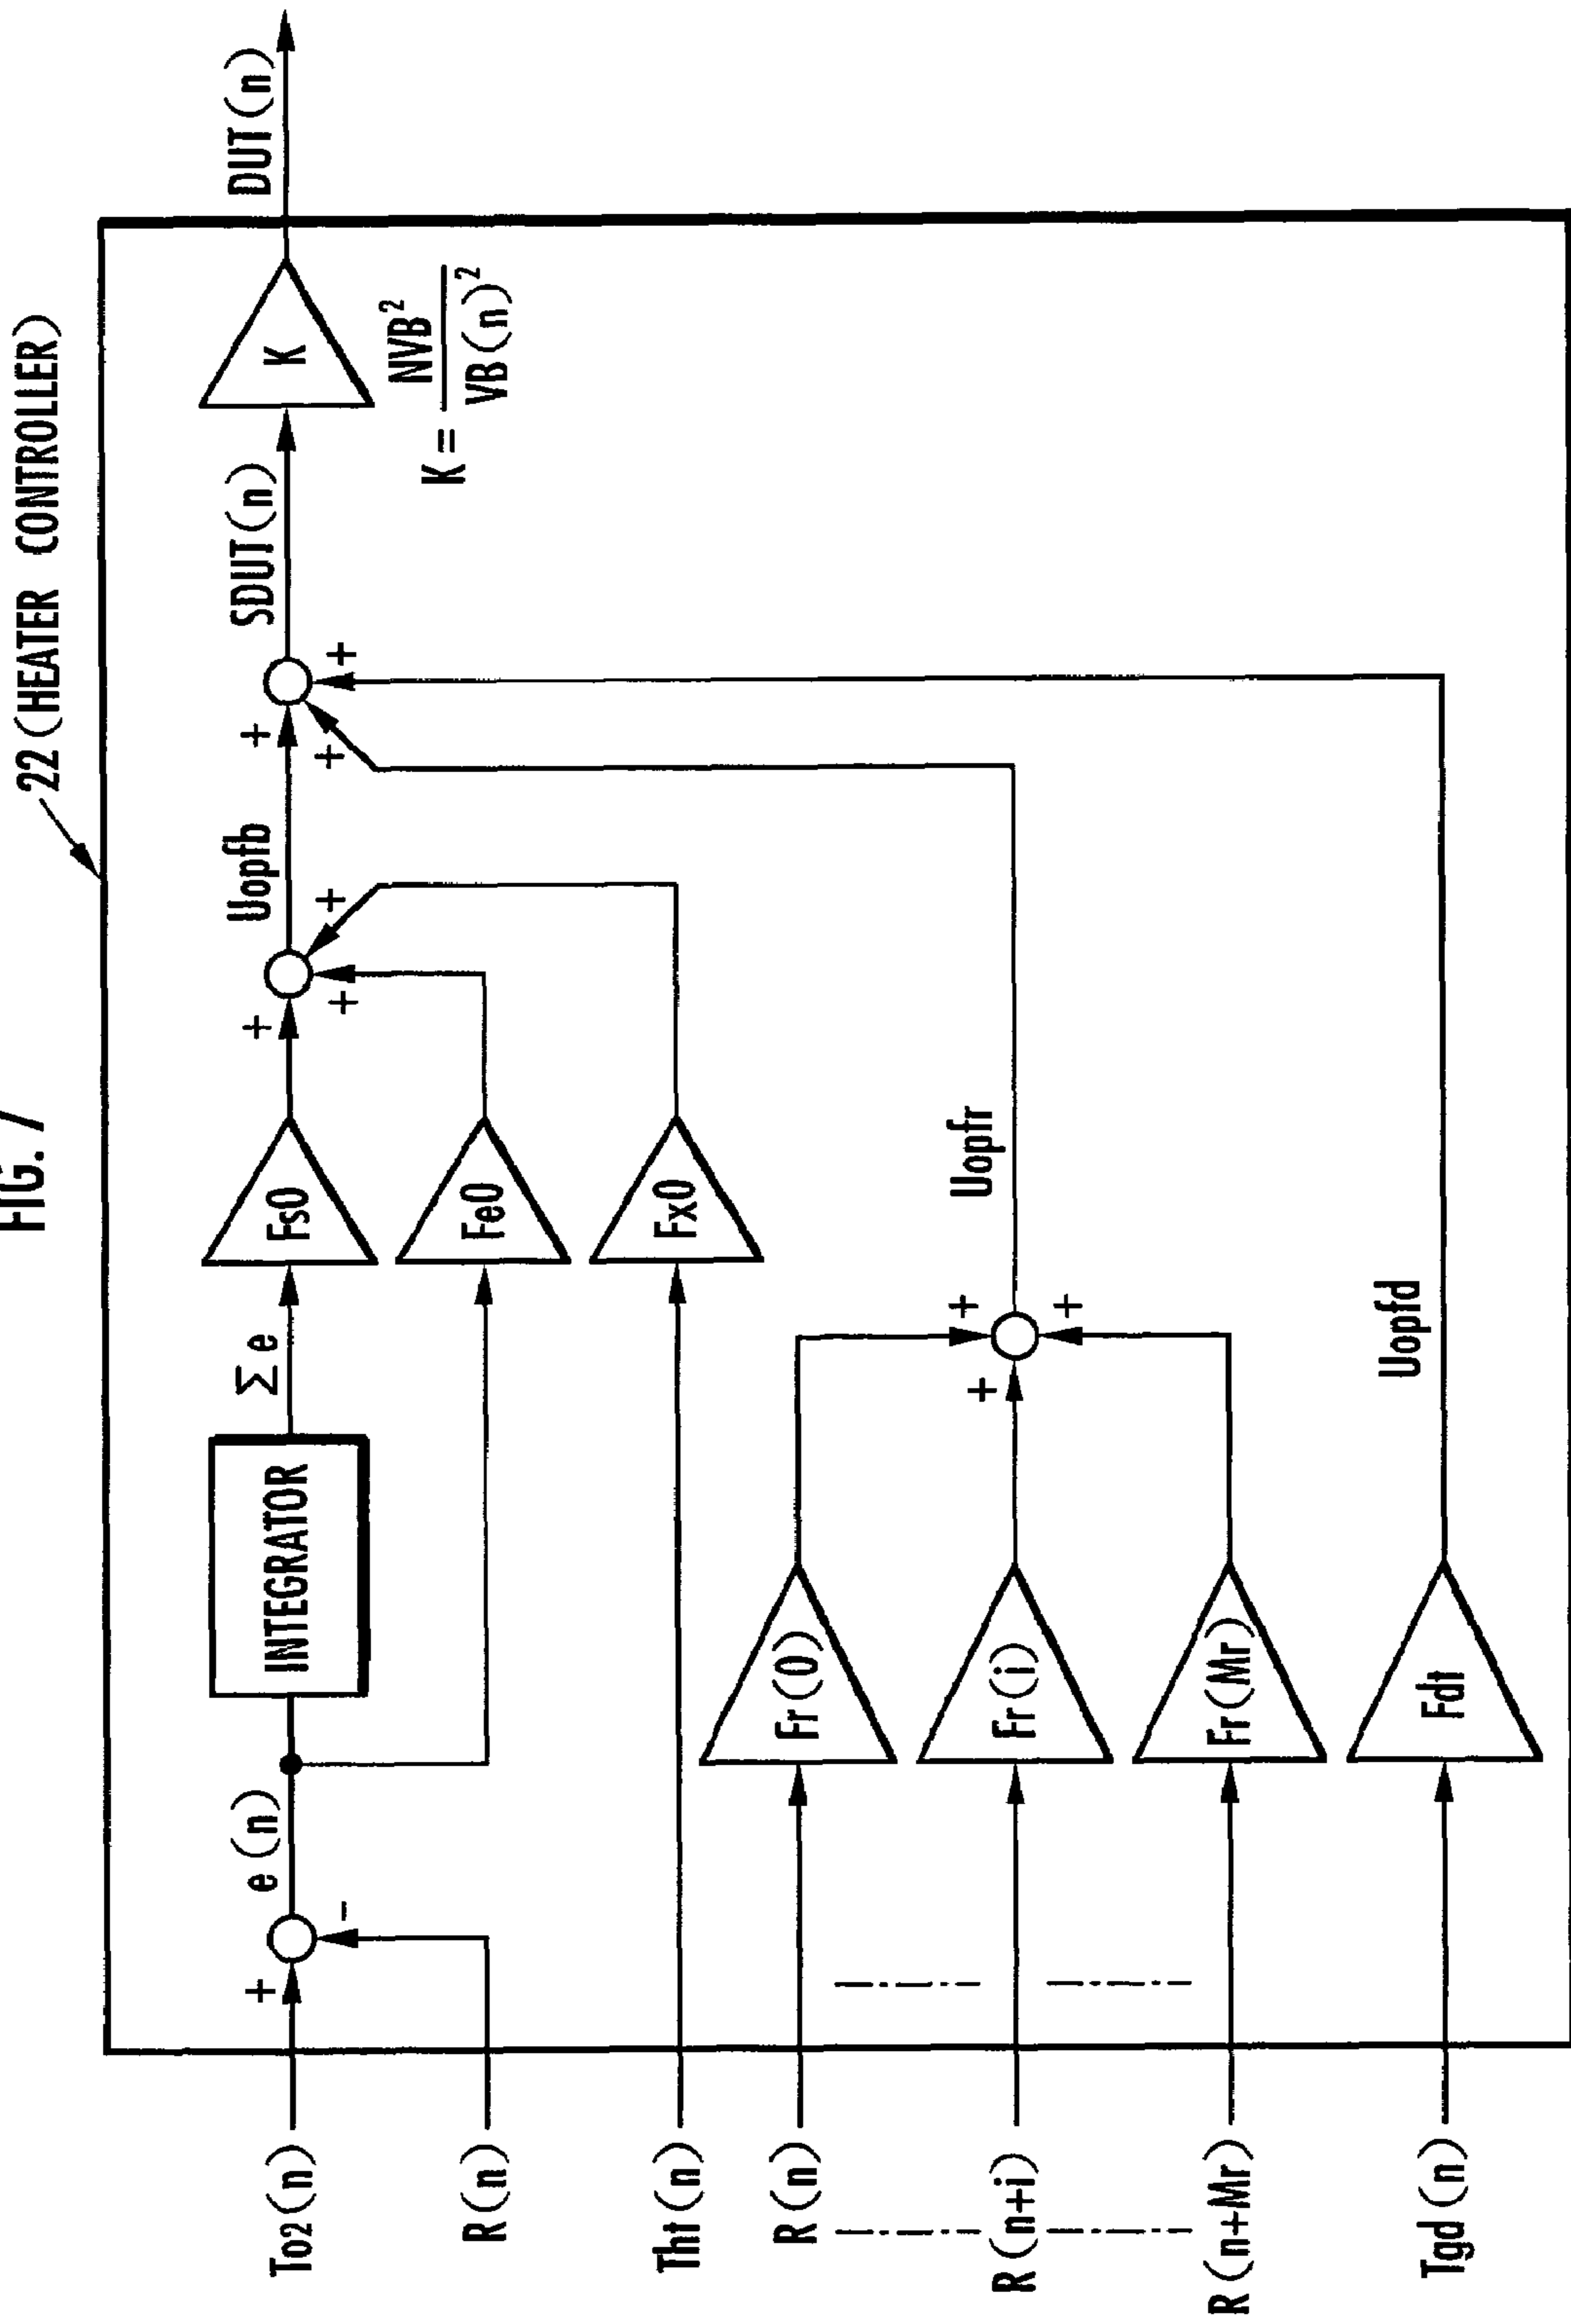 FIG. 7
22(HEATER CONTROLLER)
To2(n)
+
-
e(n)
INTEGRATOR
Σe
Fs0
+
Uopfb
+
SDUT(n)
K
DUT(n)
K = NVB² / VB(n)²
R(n)
Fe0
+
+
+
+
Tht(n)
Fx0
R(n)
Fr(0)
+
Uopfr
R(n+i)
Fr(i)
+
R(n+Mr)
Fr(Mr)
+
Uopfd
Tgd(n)
Fdt